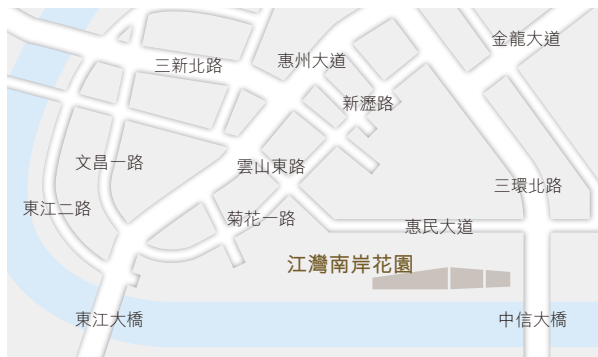 金龍大道
三新北路
惠州大道
新瀝路
文昌一路
雲山東路
三環北路
東江二路
菊花一路
惠民大道
江灣南岸花園
東江大橋
中信大橋